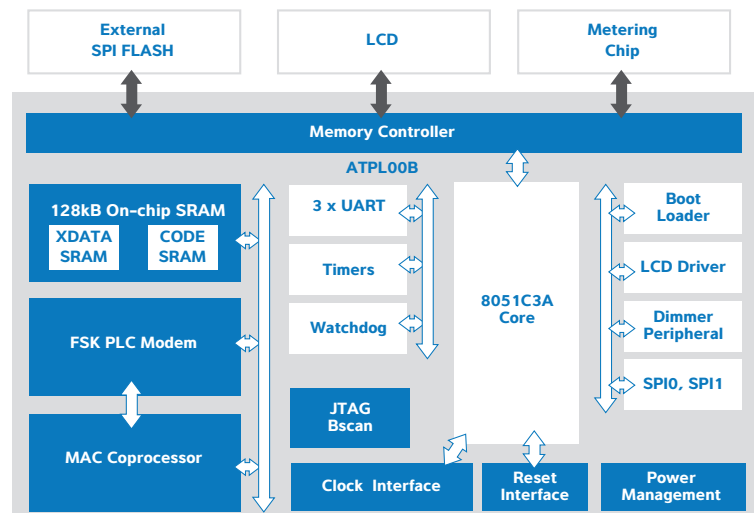 External
SPI FLASH
LCD
Metering
Chip
Memory Controller
ATPL00B
128kB On-chip SRAM
XDATA
SRAM
CODE
SRAM
FSK PLC Modem
MAC Coprocessor
3 x UART
Timers
Watchdog
JTAG
Bscan
8051C3A
Core
Boot
Loader
LCD Driver
Dimmer
Peripheral
SPI0, SPI1
Clock Interface
Reset
Interface
Power
Management